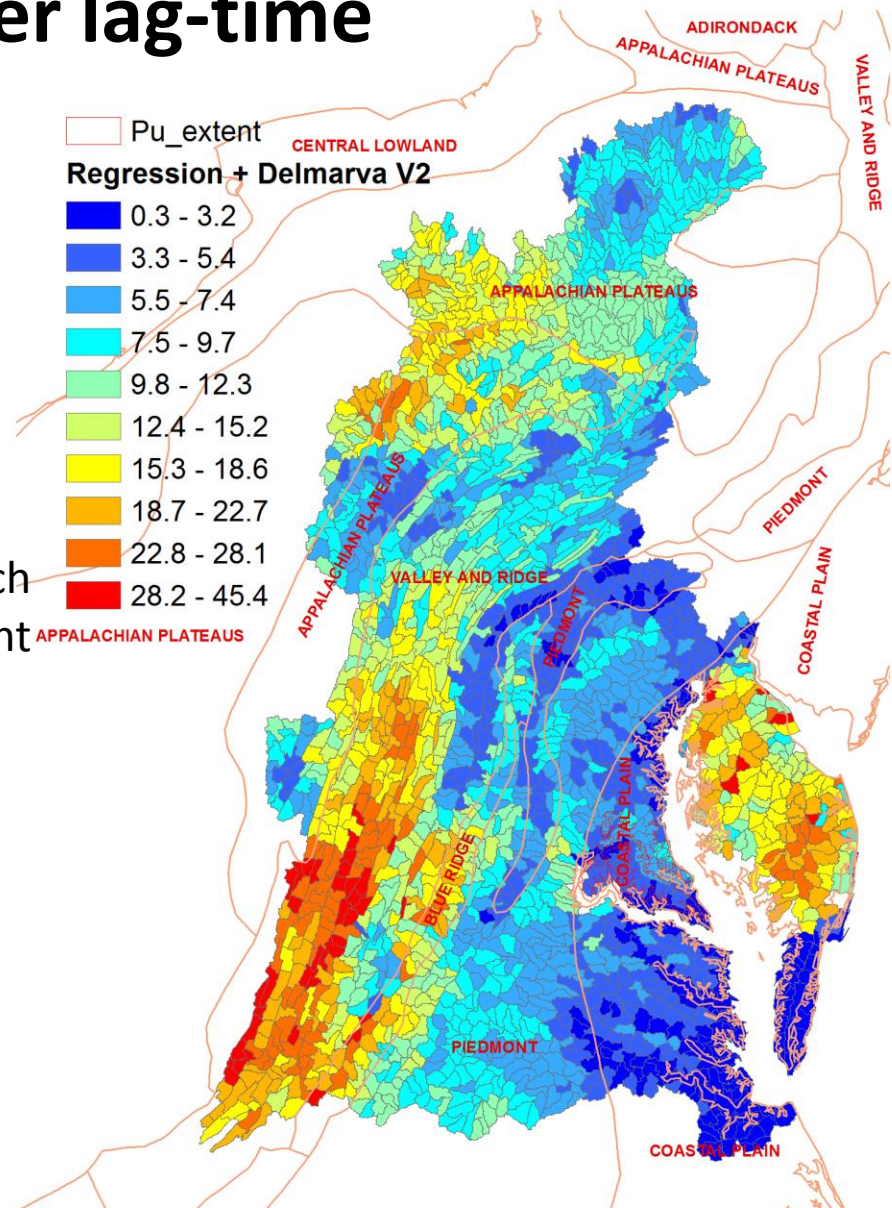 er lag-time
ADIRONDACK
APPALACHIAN PLATEAUS
VALLEY AND RIDGE
Pu_extent
CENTRAL LOWLAND
Regression + Delmarva V2
0.3 - 3.2
3.3 - 5.4
5.5 - 7.4
7.5 - 9.7
9.8 - 12.3
12.4 - 15.2
15.3 - 18.6
18.7 - 22.7
22.8 - 28.1
28.2 - 45.4
APPALACHIAN PLATEAUS
PIEDMONT
APPALACHIAN PLATEAUS
COASTAL PLAIN
ch
nt
APPALACHIAN PLATEAUS
VALLEY AND RIDGE
PIEDMONT
COASTAL PLAIN
BLUE RIDGE
PIEDMONT
COASTAL PLAIN